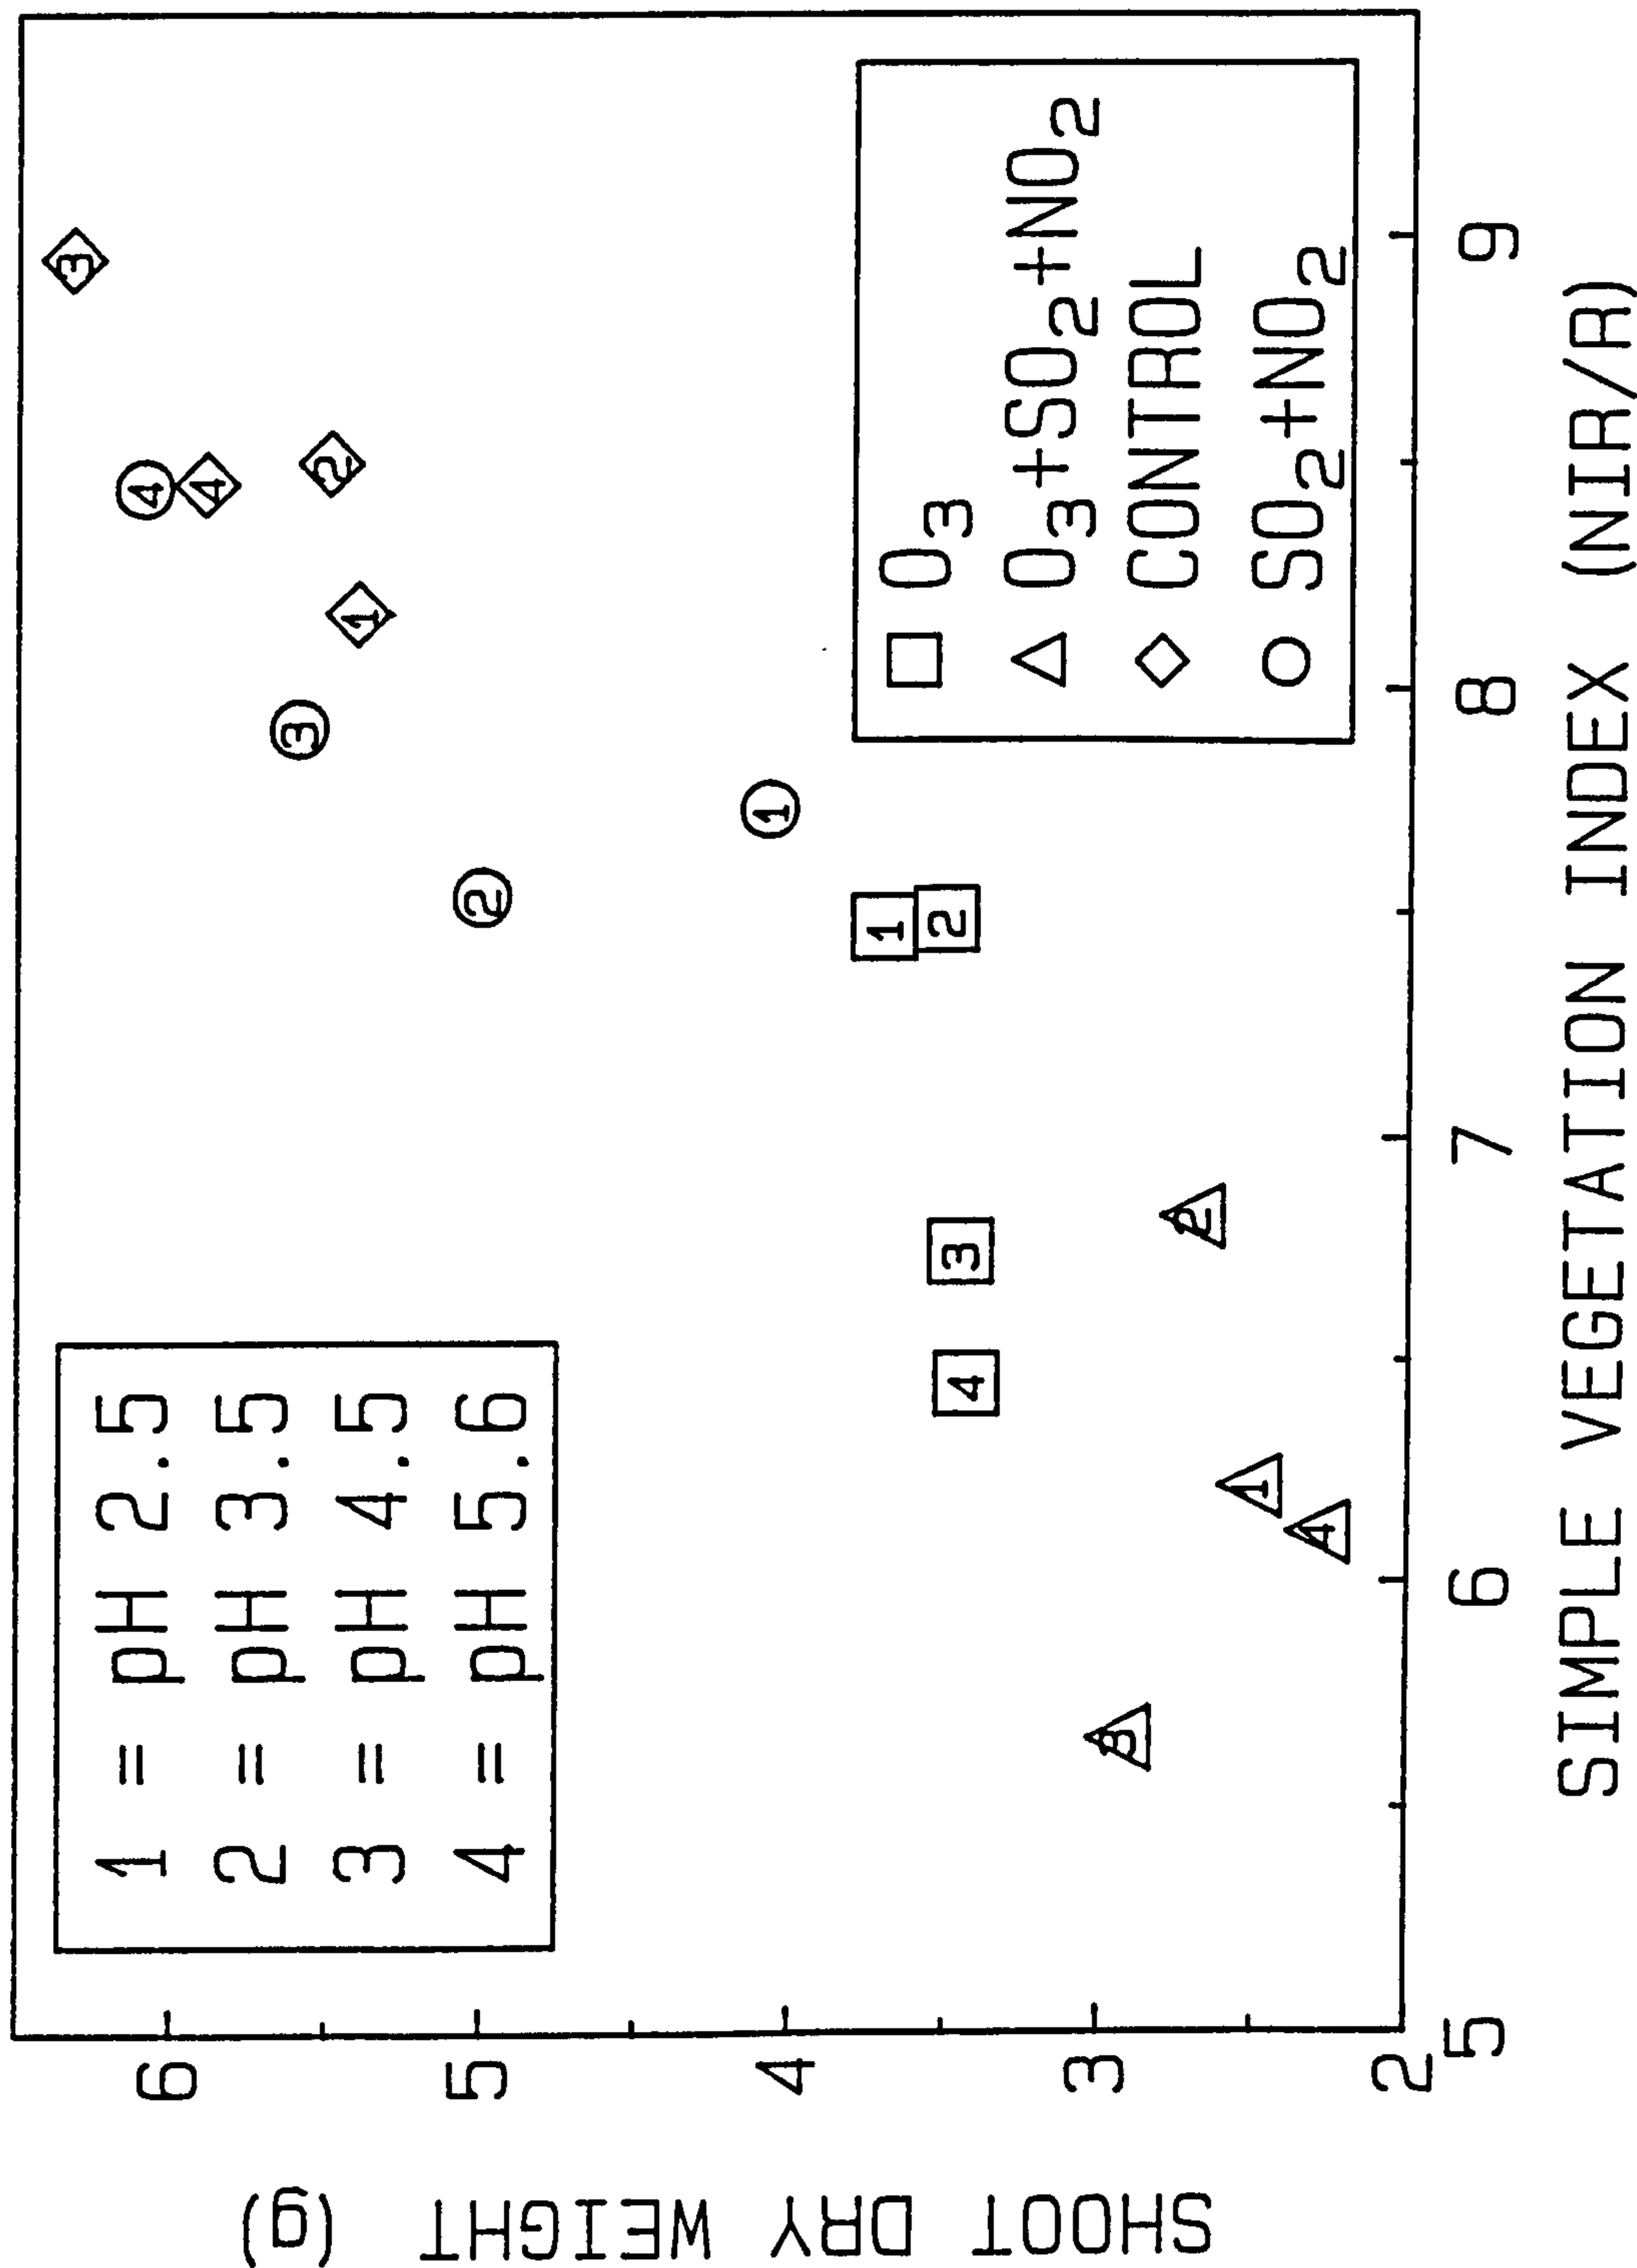 SHOOT DRY WEIGHT (g)
6
5
4
3
2
1 = pH 2.5
2 = pH 3.5
3 = pH 4.5
4 = pH 5.6
3
4
4
3
2
1
2
1
1
2
3
4
3
2
1
4
O₃
O₃+SO₂+NO₂
CONTROL
SO₂+NO₂
5 6 7 8 9
SIMPLE VEGETATION INDEX (NIR/R)